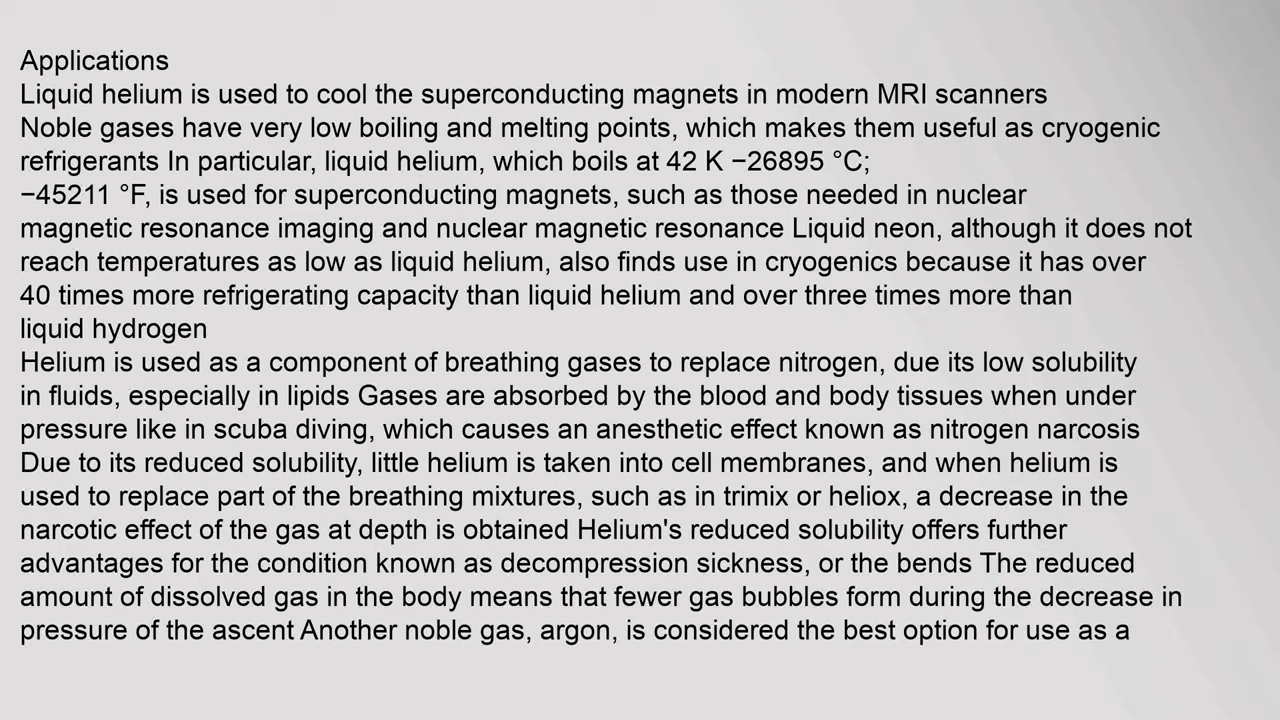 Applications
Liquid helium is used to cool the superconducting magnets in modern MRI scanners
Noble gases have very low boiling and melting points, which makes them useful as cryogenic
refrigerants In particular, liquid helium, which boils at 42 K −26895 °C;
−45211 °F, is used for superconducting magnets, such as those needed in nuclear
magnetic resonance imaging and nuclear magnetic resonance Liquid neon, although it does not
reach temperatures as low as liquid helium, also finds use in cryogenics because it has over
40 times more refrigerating capacity than liquid helium and over three times more than
liquid hydrogen
Helium is used as a component of breathing gases to replace nitrogen, due its low solubility
in fluids, especially in lipids Gases are absorbed by the blood and body tissues when under
pressure like in scuba diving, which causes an anesthetic effect known as nitrogen narcosis
Due to its reduced solubility, little helium is taken into cell membranes, and when helium is
used to replace part of the breathing mixtures, such as in trimix or heliox, a decrease in the
narcotic effect of the gas at depth is obtained Helium's reduced solubility offers further
advantages for the condition known as decompression sickness, or the bends The reduced
amount of dissolved gas in the body means that fewer gas bubbles form during the decrease in
pressure of the ascent Another noble gas, argon, is considered the best option for use as a